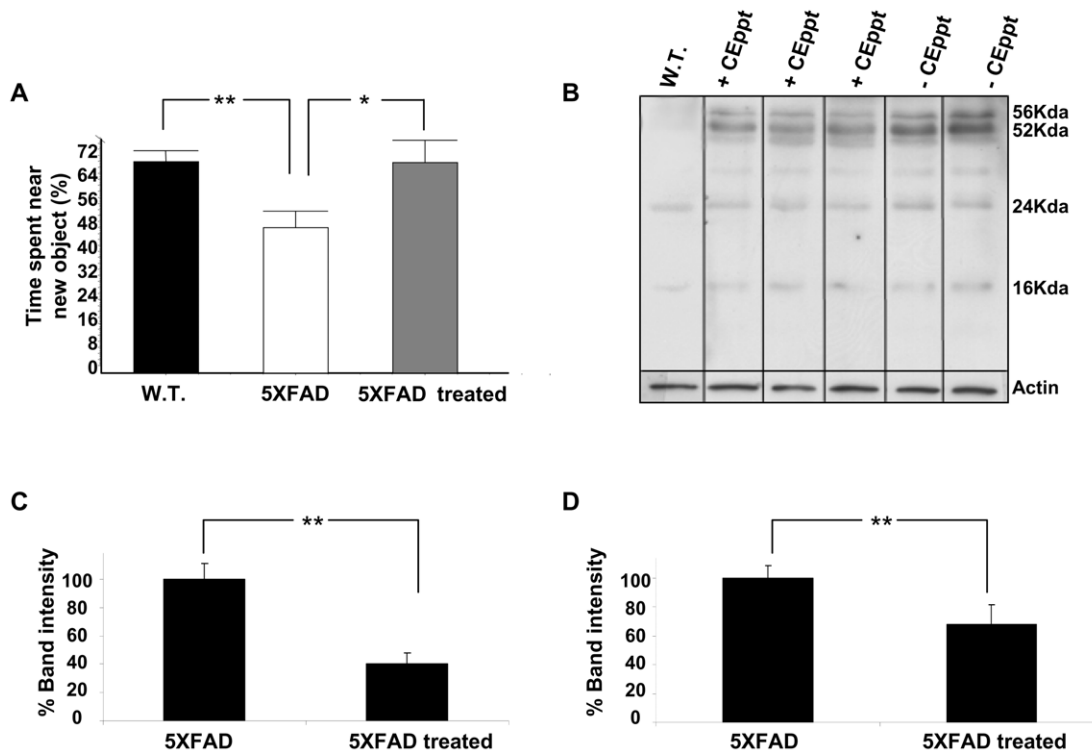 A
Time spent near
new object (%)
72
64
56
48
40
32
24
16
8
0
**
*
W.T.
5XFAD
5XFAD treated
B
W.T.
+ CEppt
+ CEppt
+ CEppt
- CEppt
- CEppt
56Kda
52Kda
24Kda
16Kda
Actin
C
% Band intensity
100
80
60
40
20
0
**
5XFAD
5XFAD treated
D
% Band intensity
100
80
60
40
20
0
**
5XFAD
5XFAD treated